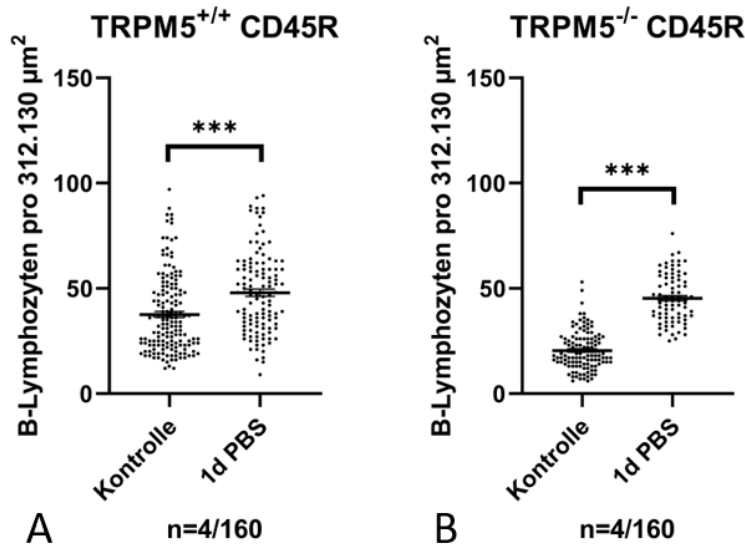 TRPM5+/+ CD45R
B-Lymphozyten pro 312.130 µm²
150
100
50
0
***
Kontrolle
1d PBS
A
n=4/160
TRPM5-/- CD45R
B-Lymphozyten pro 312.130 µm²
150
100
50
0
***
Kontrolle
1d PBS
B
n=4/160